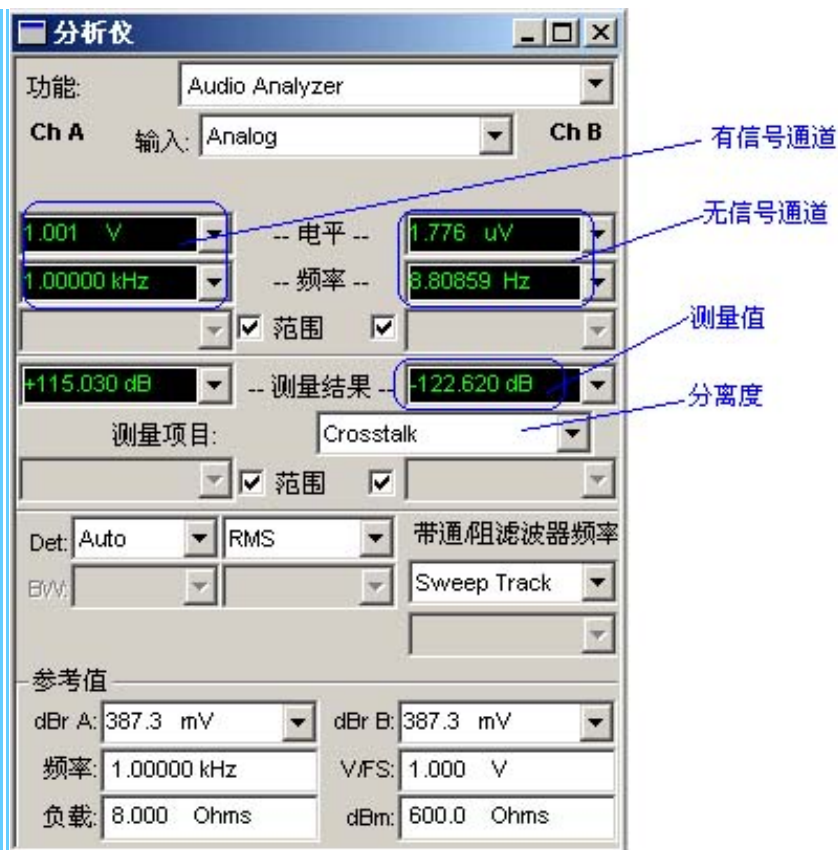 分析仪
功能: Audio Analyzer
Ch A 输入: Analog Ch B
有信号通道
1.001 V -- 电平 -- 1.776 uV
无信号通道
1.00000 kHz -- 频率 -- 8.80859 Hz
范围
测量值
+115.030 dB -- 测量结果 -- -122.620 dB
分离度
测量项目: Crosstalk
范围
Det: Auto RMS 带通/阻滤波器频率
BW: Sweep Track
参考值
dBr A: 387.3 mV dBr B: 387.3 mV
频率: 1.00000 kHz V/FS: 1.000 V
负载: 8.000 Ohms dBm: 600.0 Ohms